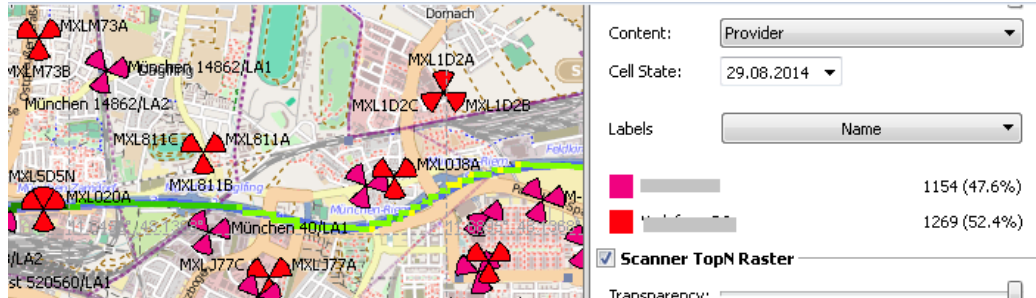 MXLM73A
Dornach
MXLM73B
München 14862/LA1
MXL1D2A
München 14862/LA2
MXL1D2C
MXL1D2B
MXL811C
MXL811A
MXL5D5N
MXL811B
MXL0J8A
MXL020A
München 40/LA1
M-
/LA2
MXLJ77C
MXLJ77A
st 520560/LA1
Content:
Provider
Cell State:
29.08.2014
Labels
Name
1154 (47.6%)
1269 (52.4%)
Scanner TopN Raster
Transparency: